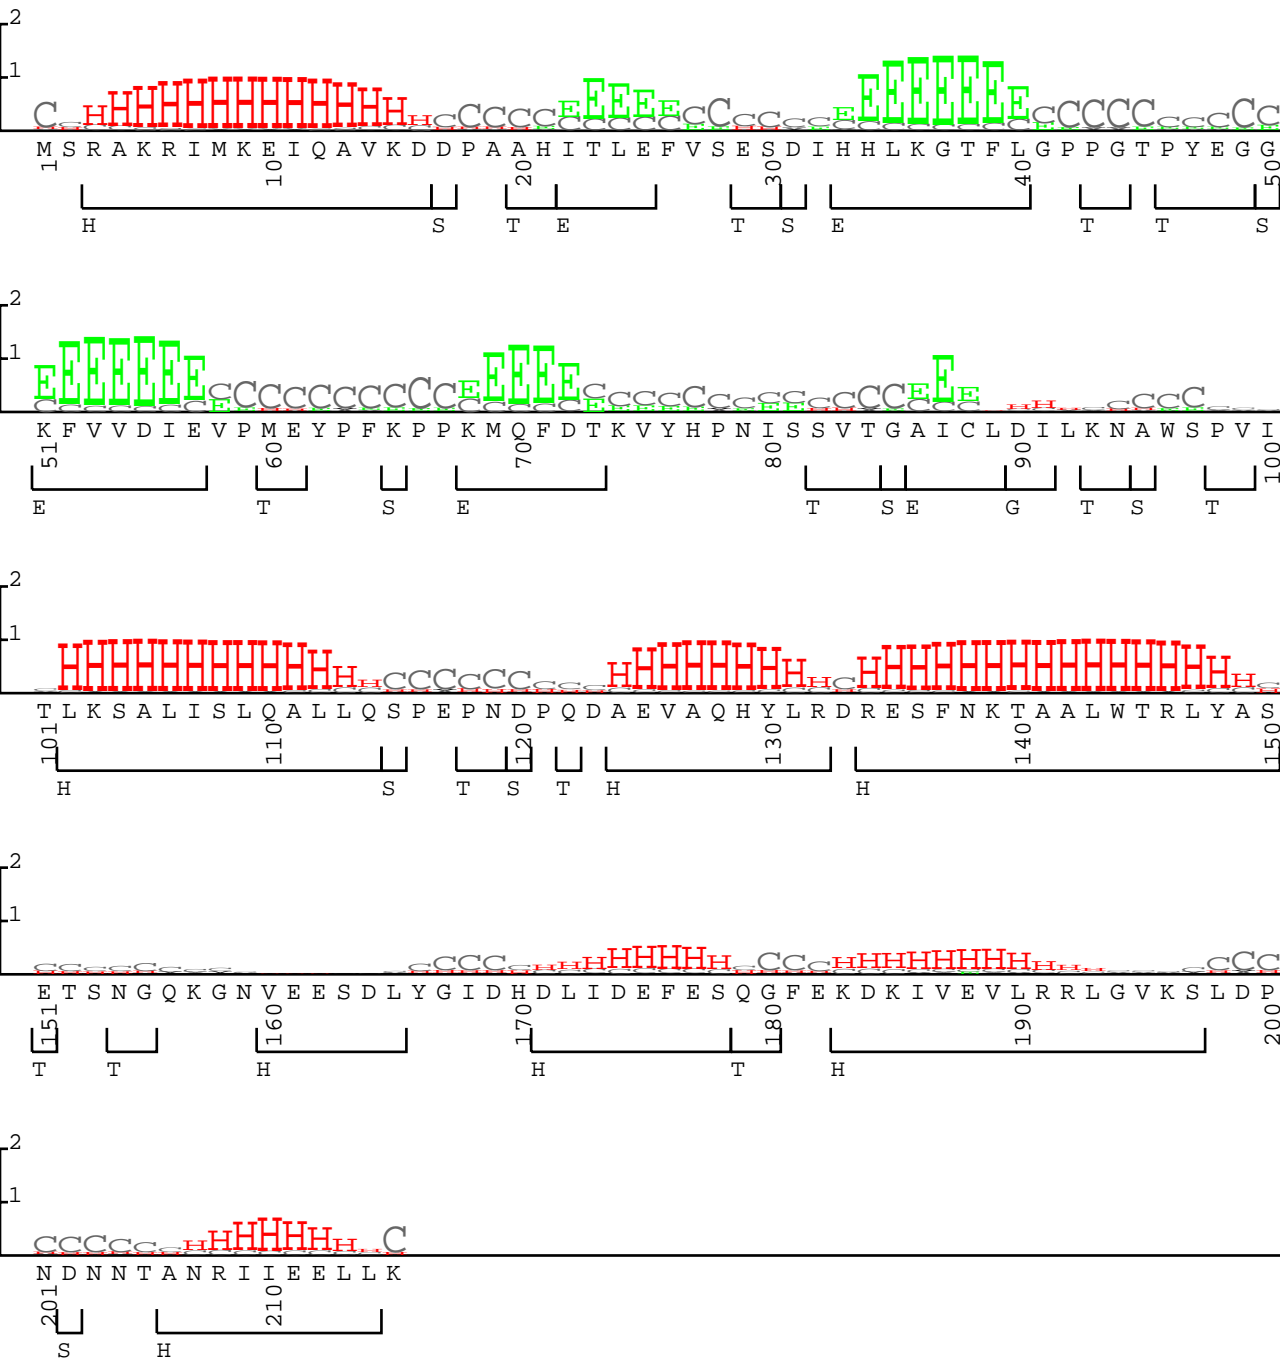 2
1
M S R A K R I M K E I Q A V K D D P A A H I T L E F V S E S D I H H L K G T F L G P P G T P Y E G G
1 10 20 30 40 50
H S T E T S E T T S
2
1
K F V V D I E V P M E Y P F K P P K M Q F D T K V Y H P N I S S V T G A I C L D I L K N A W S P V I
51 60 70 80 90 100
E T S E T S E G T S T
2
1
T L K S A L I S L Q A L L Q S P E P N D P Q D A E V A Q H Y L R D R E S F N K T A A L W T R L Y A S
101 110 120 130 140 150
H S T S T H H
2
1
E T S N G Q K G N V E E S D L Y G I D H D L I D E F E S Q G F E K D K I V E V L R R L G V K S L D P
151 160 170 180 190 200
T T H H T H
2
1
N D N N T A N R I I E E L L K
201 210
S H